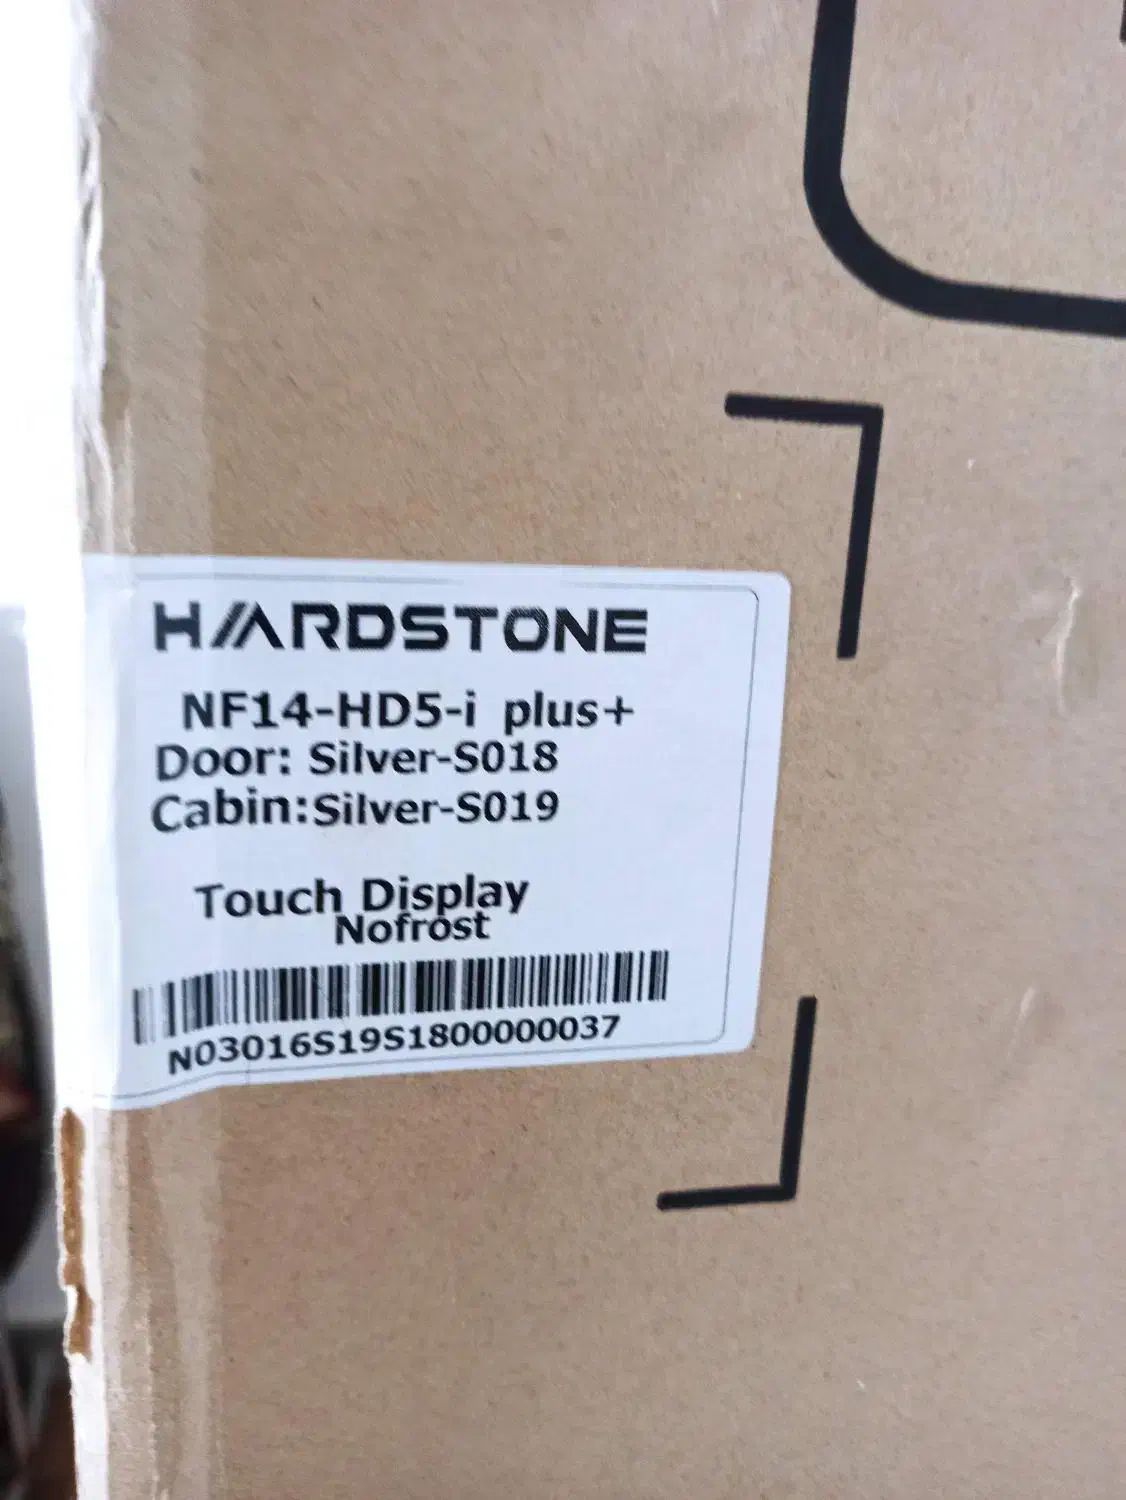 HARDSTONE
NF14-HD5-i plus+
Door: Silver-S018
Cabin:Silver-S019
Touch Display
Nofrost
N03016S19S1800000037